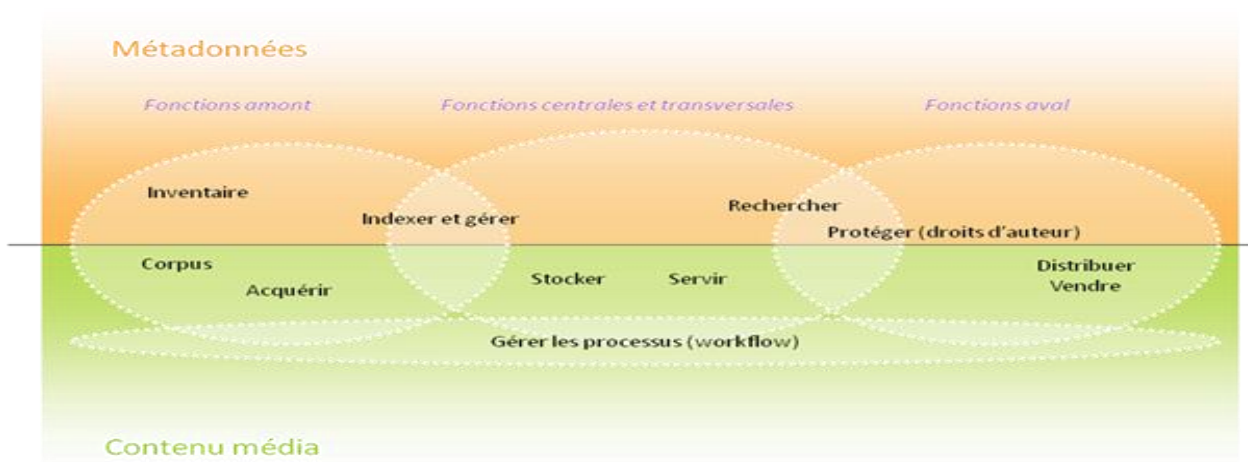 Métadonnées
Fonctions amont
Fonctions centrales et transversales
Fonctions aval
Inventaire
Indexer et gérer
Rechercher
Protéger (droits d'auteur)
Corpus
Acquérir
Stocker
Servir
Distribuer
Vendre
Gérer les processus (workflow)
Contenu média